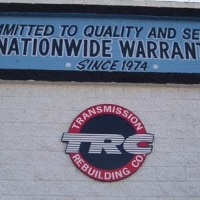 MMITTED TO QUALITY AND SE
NATIONWIDE WARRANT
• SINCE 1974 •
TRANSMISSION
TRC
REBUILDING CO.